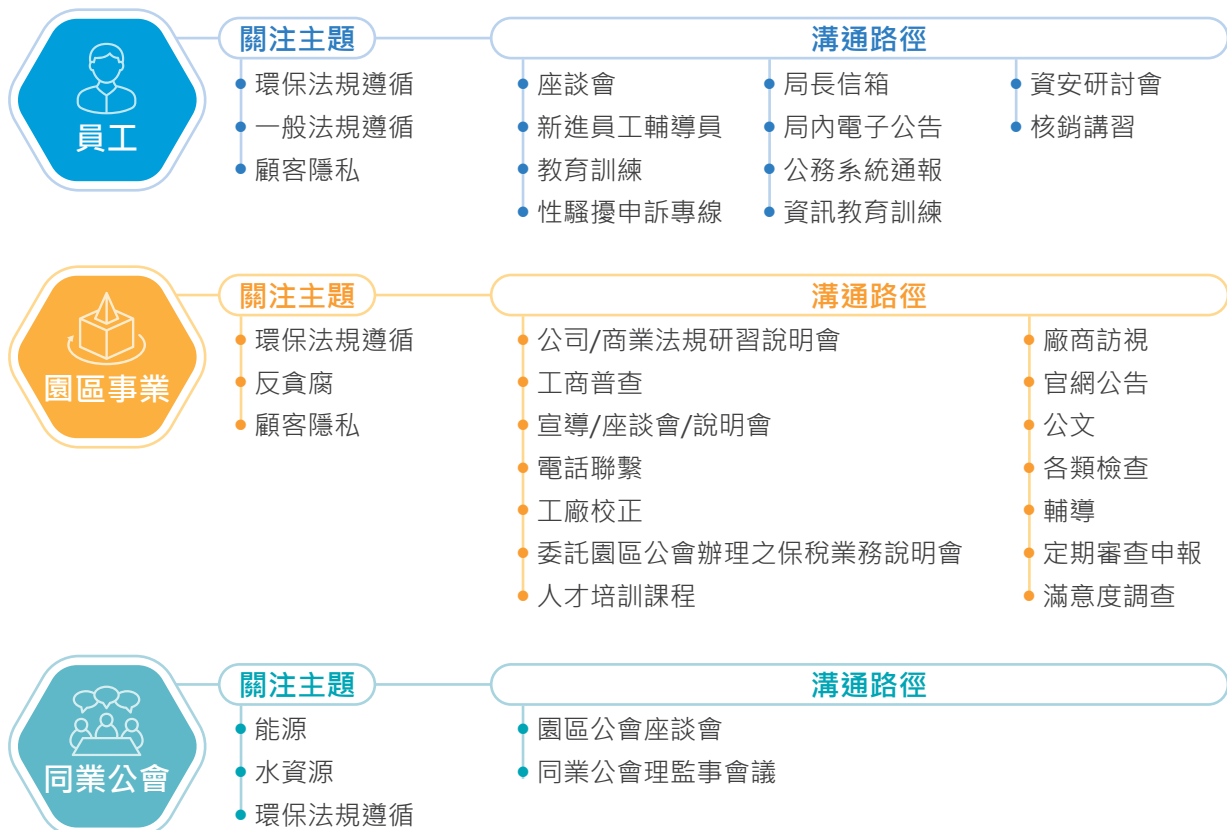 員工
關注主題
環保法規遵循
一般法規遵循
顧客隱私
溝通路徑
座談會
新進員工輔導員
教育訓練
性騷擾申訴專線
局長信箱
局內電子公告
公務系統通報
資訊教育訓練
資安研討會
核銷講習
園區事業
關注主題
環保法規遵循
反貪腐
顧客隱私
溝通路徑
公司/商業法規研習說明會
工商普查
宣導/座談會/說明會
電話聯繫
工廠校正
委託園區公會辦理之保稅業務說明會
人才培訓課程
廠商訪視
官網公告
公文
各類檢查
輔導
定期審查申報
滿意度調查
同業公會
關注主題
能源
水資源
環保法規遵循
溝通路徑
園區公會座談會
同業公會理監事會議